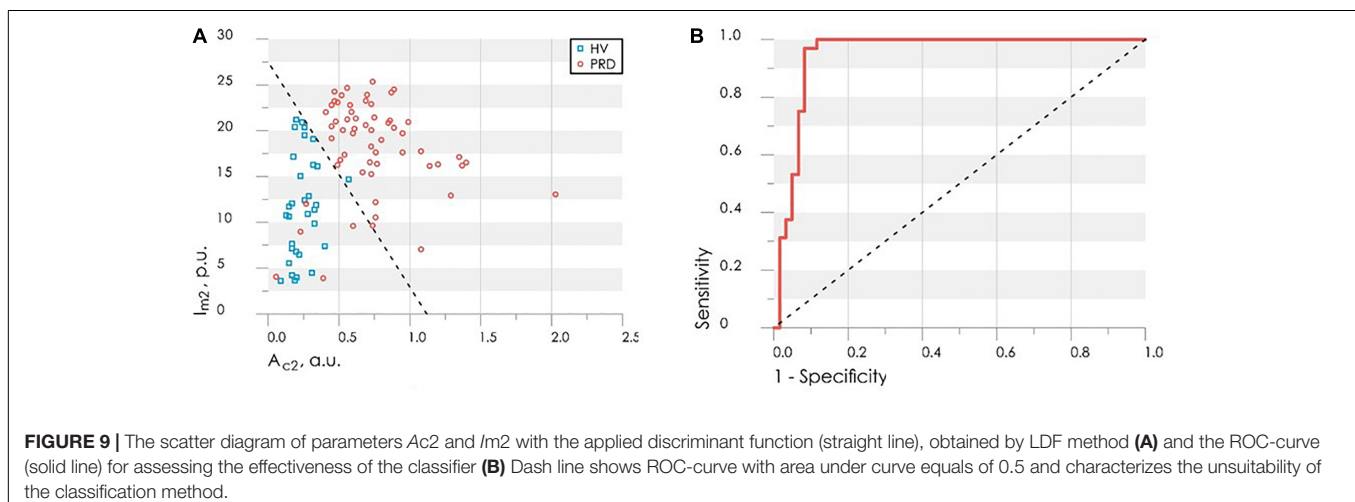 A
30
25
20
15
10
5
0
Im2, p.u.
HV
PRD
0.0 0.5 1.0 1.5 2.0 2.5
Ac2, a.u.
B
1.0
0.8
0.6
0.4
0.2
0
Sensitivity
0.0 0.2 0.4 0.6 0.8 1.0
1 - Specificity
FIGURE 9 | The scatter diagram of parameters Ac2 and Im2 with the applied discriminant function (straight line), obtained by LDF method (A) and the ROC-curve
(solid line) for assessing the effectiveness of the classifier (B) Dash line shows ROC-curve with area under curve equals of 0.5 and characterizes the unsuitability of
the classification method.